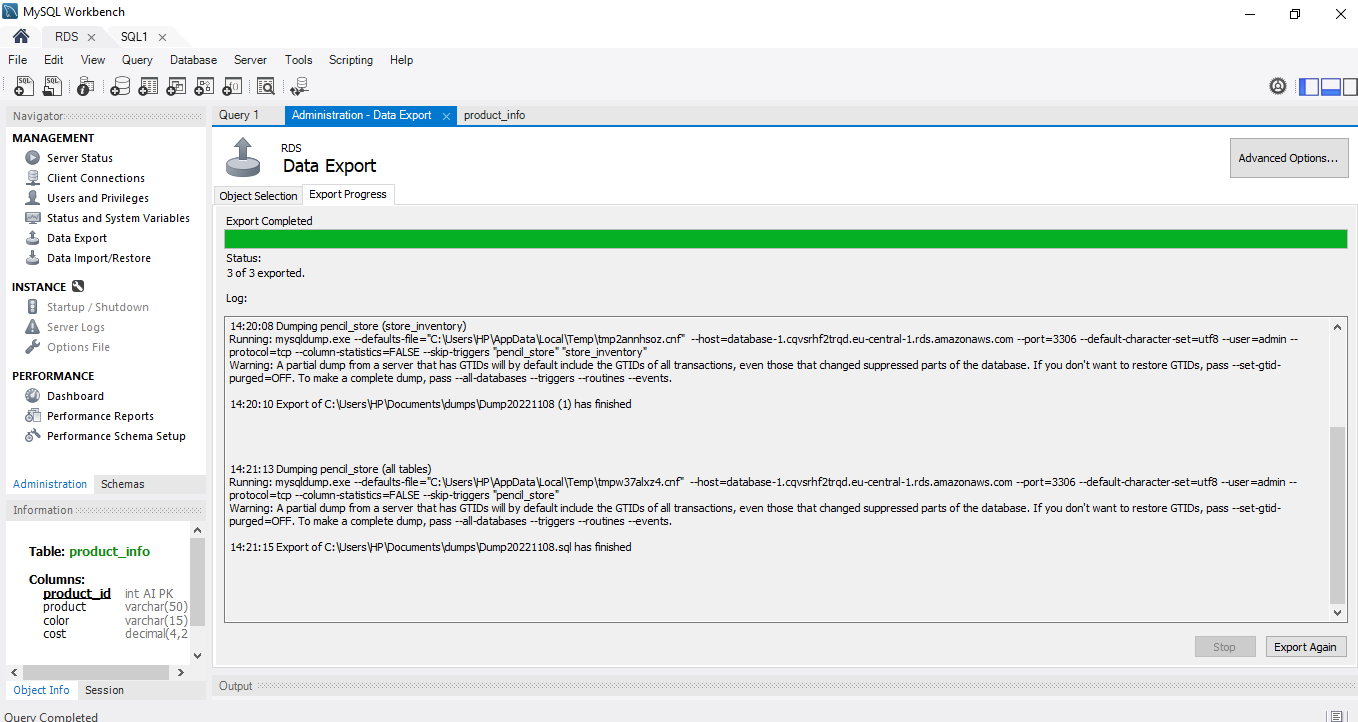 MySQL Workbench
RDS
SQL1
File Edit View Query Database Server Tools Scripting Help
Navigator
MANAGEMENT
Server Status
Client Connections
Users and Privileges
Status and System Variables
Data Export
Data Import/Restore
INSTANCE
Startup / Shutdown
Server Logs
Options File
PERFORMANCE
Dashboard
Performance Reports
Performance Schema Setup
Administration Schemas
Information
Table: product_info
Columns:
product_id int AI PK
product varchar(50)
color varchar(15)
cost decimal(4,2
Object Info Session
Query 1 Administration - Data Export product_info
RDS
Data Export
Advanced Options...
Object Selection Export Progress
Export Completed
Status:
3 of 3 exported.
Log:
14:20:08 Dumping pencil_store (store_inventory)
Running: mysqldump.exe --defaults-file="C:\Users\HP\AppData\Local\Temp\tmp2annhsoz.cnf" --host=database-1.cqvsrhf2trqd.eu-central-1.rds.amazonaws.com --port=3306 --default-character-set=utf8 --user=admin --
protocol=tcp --column-statistics=FALSE --skip-triggers "pencil_store" "store_inventory"
Warning: A partial dump from a server that has GTIDs will by default include the GTIDs of all transactions, even those that changed suppressed parts of the database. If you don't want to restore GTIDs, pass --set-gtid-
purged=OFF. To make a complete dump, pass --all-databases --triggers --routines --events.
14:20:10 Export of C:\Users\HP\Documents\dumps\Dump20221108 (1) has finished
14:21:13 Dumping pencil_store (all tables)
Running: mysqldump.exe --defaults-file="C:\Users\HP\AppData\Local\Temp\tmpw37alxz4.cnf" --host=database-1.cqvsrhf2trqd.eu-central-1.rds.amazonaws.com --port=3306 --default-character-set=utf8 --user=admin --
protocol=tcp --column-statistics=FALSE --skip-triggers "pencil_store"
Warning: A partial dump from a server that has GTIDs will by default include the GTIDs of all transactions, even those that changed suppressed parts of the database. If you don't want to restore GTIDs, pass --set-gtid-
purged=OFF. To make a complete dump, pass --all-databases --triggers --routines --events.
14:21:15 Export of C:\Users\HP\Documents\dumps\Dump20221108.sql has finished
Stop Export Again
Output
Query Completed